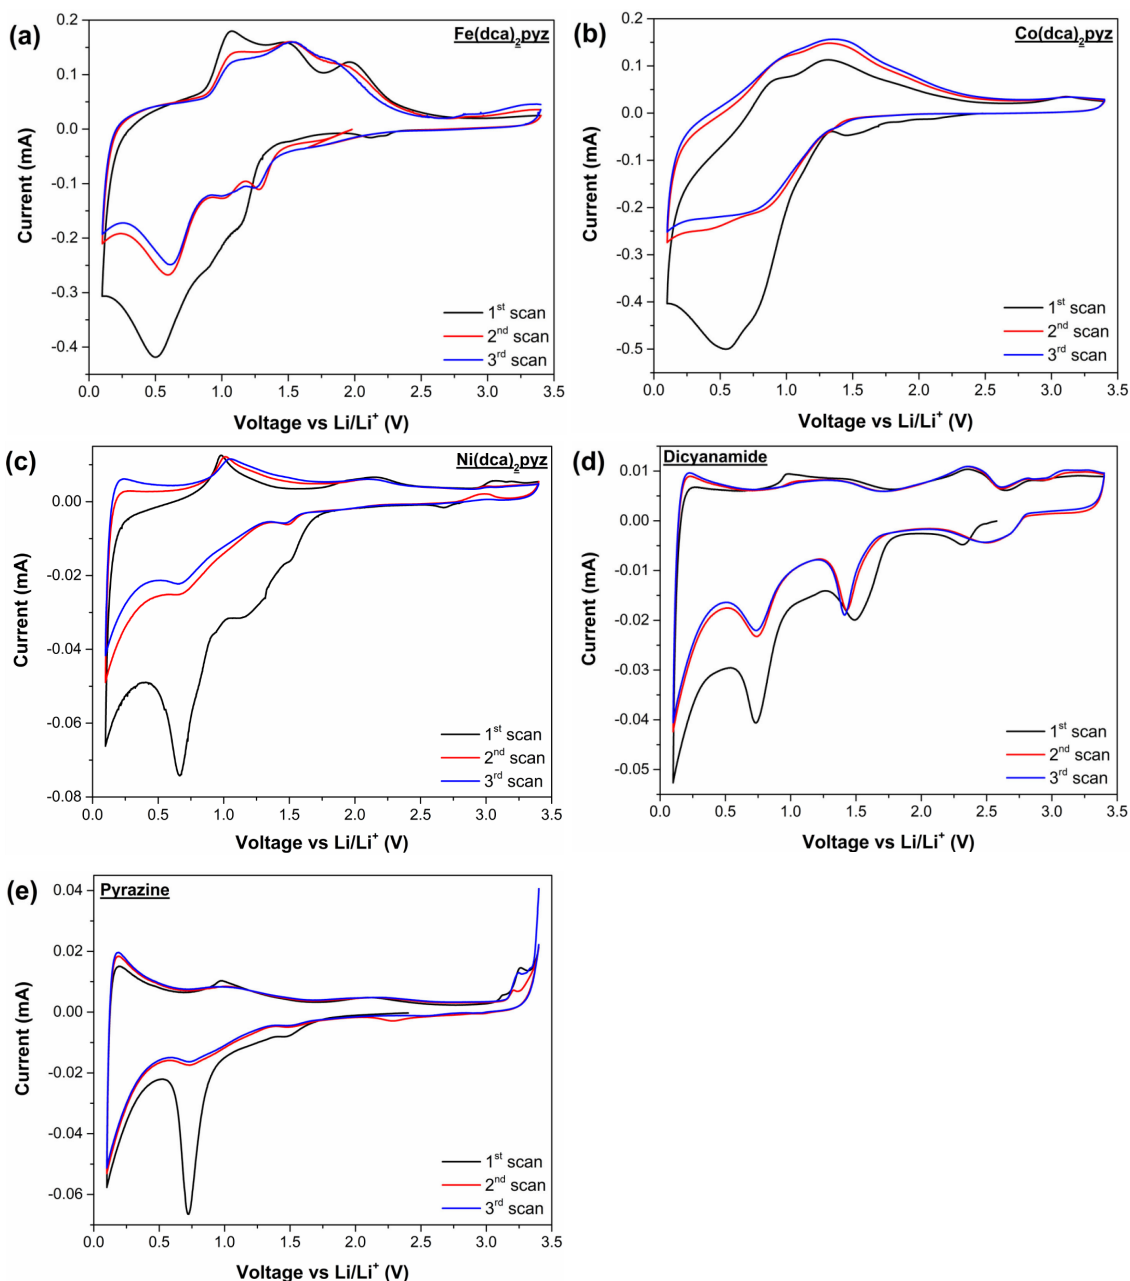 (a)
Fe(dca)2pyz
0.2
0.1
0.0
-0.1
-0.2
-0.3
-0.4
Current (mA)
1st scan
2nd scan
3rd scan
0.0 0.5 1.0 1.5 2.0 2.5 3.0 3.5
Voltage vs Li/Li+ (V)
(b)
Co(dca)2pyz
0.2
0.1
0.0
-0.1
-0.2
-0.3
-0.4
-0.5
Current (mA)
1st scan
2nd scan
3rd scan
0.0 0.5 1.0 1.5 2.0 2.5 3.0 3.5
Voltage vs Li/Li+ (V)
(c)
Ni(dca)2pyz
0.00
-0.02
-0.04
-0.06
-0.08
Current (mA)
1st scan
2nd scan
3rd scan
0.0 0.5 1.0 1.5 2.0 2.5 3.0 3.5
Voltage vs Li/Li+ (V)
(d)
Dicyanamide
0.01
0.00
-0.01
-0.02
-0.03
-0.04
-0.05
Current (mA)
1st scan
2nd scan
3rd scan
0.0 0.5 1.0 1.5 2.0 2.5 3.0 3.5
Voltage vs Li/Li+ (V)
(e)
Pyrazine
0.04
0.02
0.00
-0.02
-0.04
-0.06
Current (mA)
1st scan
2nd scan
3rd scan
0.0 0.5 1.0 1.5 2.0 2.5 3.0 3.5
Voltage vs Li/Li+ (V)